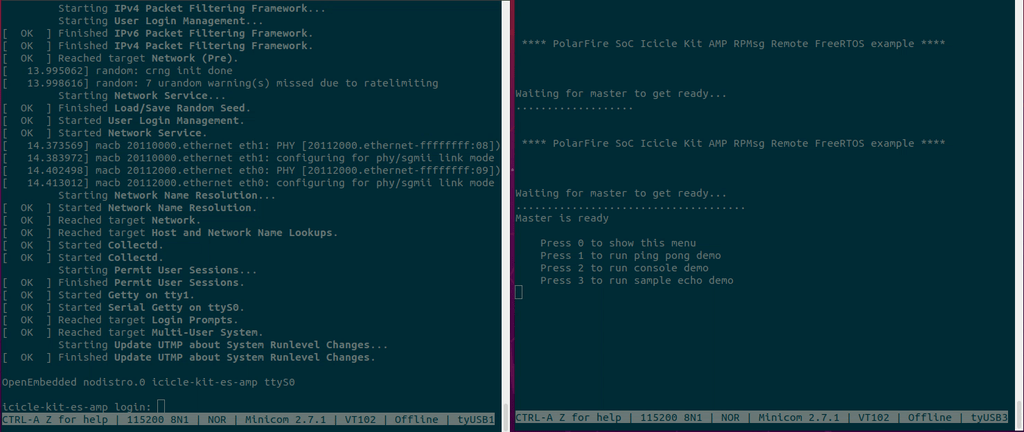 Starting IPv4 Packet Filtering Framework...
         Starting User Login Management...
[  OK  ] Finished IPv6 Packet Filtering Framework.
[  OK  ] Finished IPv4 Packet Filtering Framework.
[  OK  ] Reached target Network (Pre).
[   13.995062] random: crng init done
[   13.998616] random: 7 urandom warning(s) missed due to ratelimiting
         Starting Network Service...
[  OK  ] Finished Load/Save Random Seed.
[  OK  ] Started User Login Management.
[  OK  ] Started Network Service.
[   14.373569] macb 20110000.ethernet eth1: PHY [20112000.ethernet-ffffffff:08])
[   14.383972] macb 20110000.ethernet eth1: configuring for phy/sgmii link mode
[   14.402498] macb 20112000.ethernet eth0: PHY [20112000.ethernet-ffffffff:09])
[   14.413012] macb 20112000.ethernet eth0: configuring for phy/sgmii link mode
         Starting Network Name Resolution...
[  OK  ] Started Network Name Resolution.
[  OK  ] Reached target Network.
[  OK  ] Reached target Host and Network Name Lookups.
[  OK  ] Started Collectd.
[  OK  ] Started Collectd.
         Starting Permit User Sessions...
[  OK  ] Finished Permit User Sessions.
[  OK  ] Started Getty on tty1.
[  OK  ] Started Serial Getty on ttyS0.
[  OK  ] Reached target Login Prompts.
[  OK  ] Reached target Multi-User System.
         Starting Update UTMP about System Runlevel Changes...
[  OK  ] Finished Update UTMP about System Runlevel Changes.
OpenEmbedded nodistro.0 icicle-kit-es-amp ttyS0
icicle-kit-es-amp login:
CTRL-A Z for help | 115200 8N1 | NOR | Minicom 2.7.1 | VT102 | Offline | tyUSB1
**** PolarFire SoC Icicle Kit AMP RPMsg Remote FreeRTOS example ****
Waiting for master to get ready...
...................
**** PolarFire SoC Icicle Kit AMP RPMsg Remote FreeRTOS example ****
Waiting for master to get ready...
.....................................
Master is ready
    Press 0 to show this menu
    Press 1 to run ping pong demo
    Press 2 to run console demo
    Press 3 to run sample echo demo
CTRL-A Z for help | 115200 8N1 | NOR | Minicom 2.7.1 | VT102 | Offline | tyUSB3